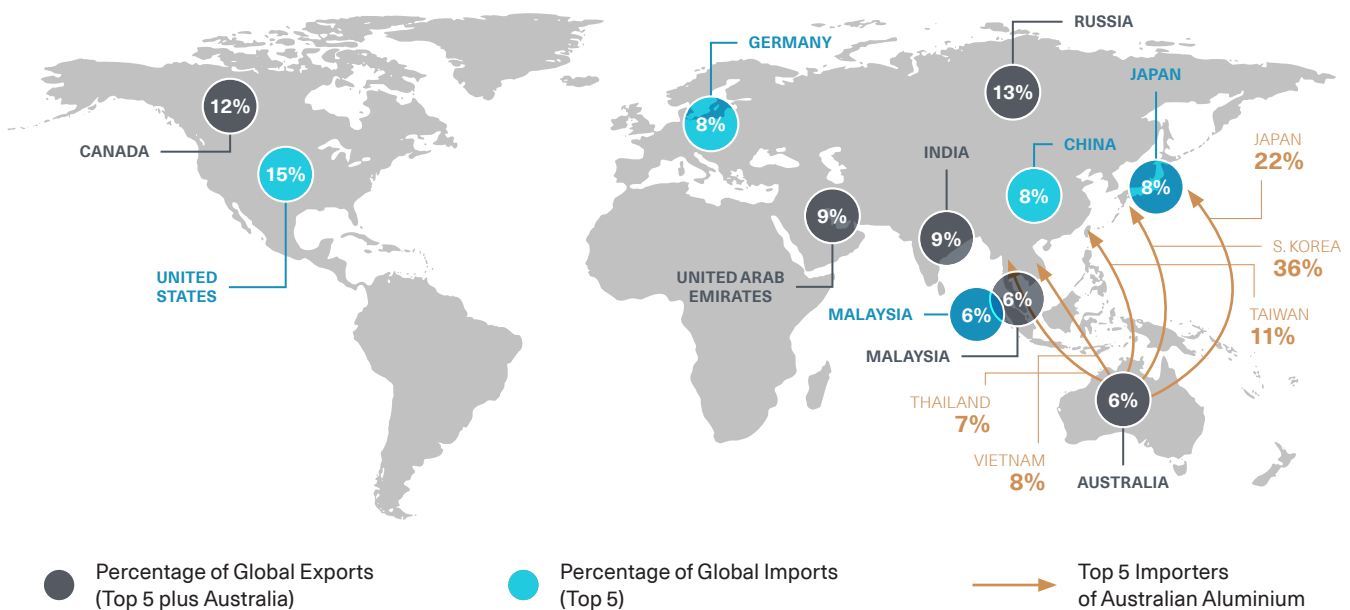 RUSSIA
GERMANY
JAPAN
13%
12%
8%
JAPAN
22%
CANADA
INDIA
CHINA
15%
8%
8%
9%
9%
S. KOREA
36%
UNITED
STATES
UNITED ARAB
EMIRATES
6%
6%
MALAYSIA
TAIWAN
11%
MALAYSIA
THAILAND
7%
6%
VIETNAM
8%
AUSTRALIA
Percentage of Global Exports
(Top 5 plus Australia)
Percentage of Global Imports
(Top 5)
Top 5 Importers
of Australian Aluminium